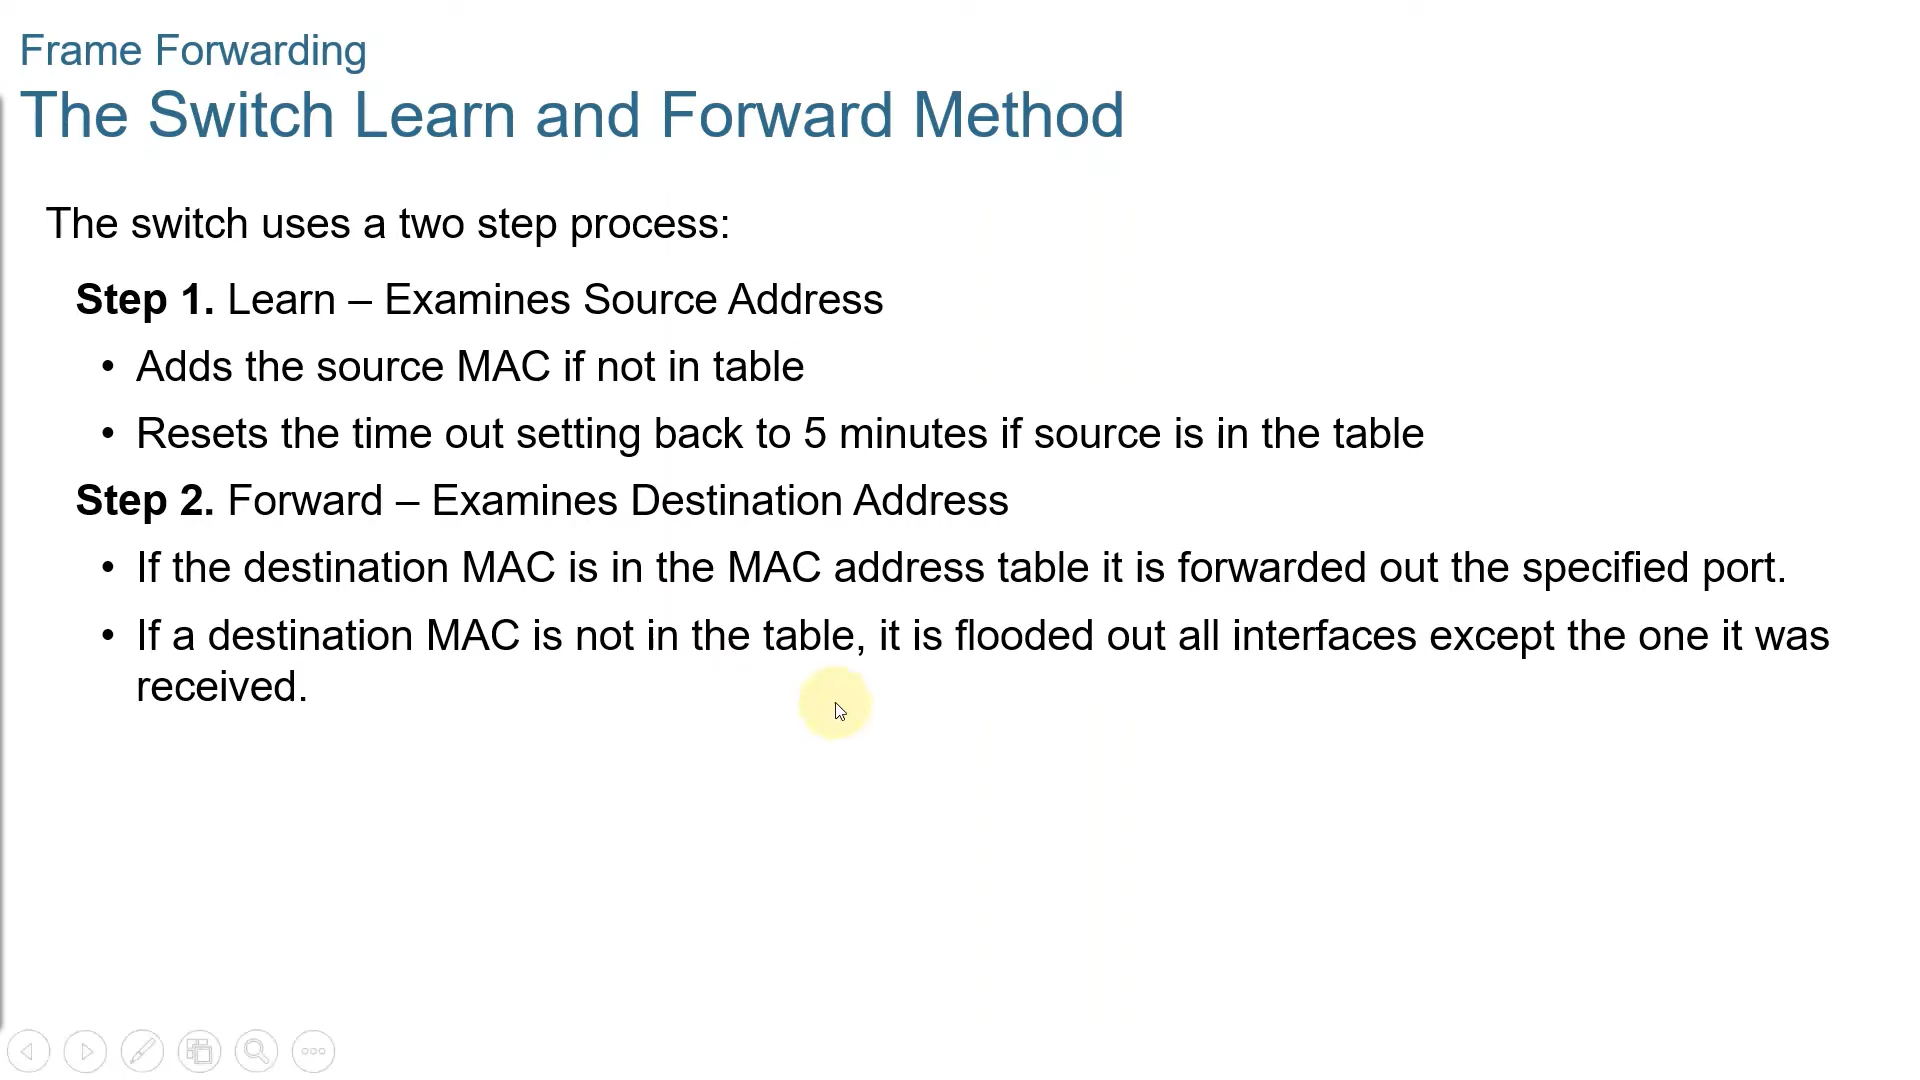 Frame Forwarding
The Switch Learn and Forward Method
The switch uses a two step process:
Step 1. Learn – Examines Source Address
• Adds the source MAC if not in table
• Resets the time out setting back to 5 minutes if source is in the table
Step 2. Forward – Examines Destination Address
• If the destination MAC is in the MAC address table it is forwarded out the specified port.
• If a destination MAC is not in the table, it is flooded out all interfaces except the one it was
received.